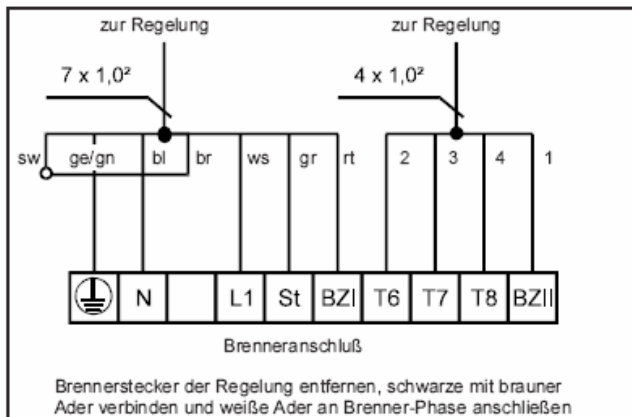 zur Regelung zur Regelung
7 x 1,0² 4 x 1,0²
sw ge/gn bl br ws gr rt 2 3 4 1
N L1 St BZI T6 T7 T8 BZII
Brenneranschluß
Brennerstecker der Regelung entfernen, schwarze mit brauner
Ader verbinden und weiße Ader an Brenner-Phase anschließen